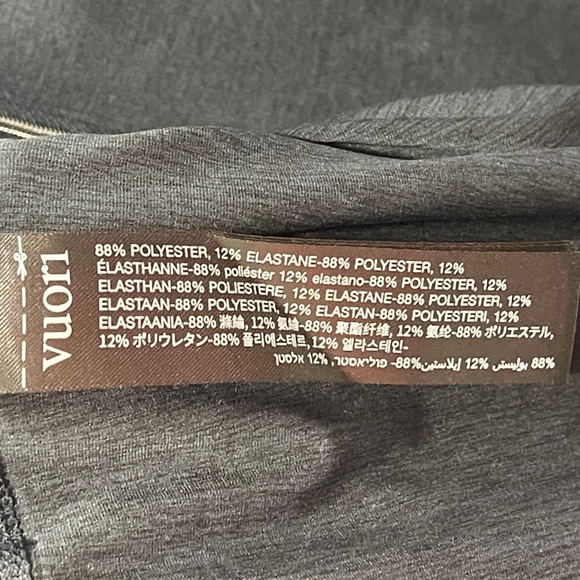 vuori
88% POLYESTER, 12% ELASTANE-88% POLYESTER, 12%
ÉLASTHANNE-88% poliéster 12% elastano-88% POLYESTER, 12%
ELASTHAN-88% POLIESTERE, 12% ELASTANE-88% POLYESTER, 12%
ELASTAAN-88% POLYESTER, 12% ELASTAN-88% POLYESTERI, 12%
ELASTAANIA-88% 滌綸, 12% 氨綸-88% 聚酯纤维, 12% 氨纶-88% ポリエステル,
12% ポリウレタン-88% 폴리에스테르, 12% 엘라스테인-
88% بوليستر, 12% إيلاستين-88% פוליאסטר, 12% אלסטן